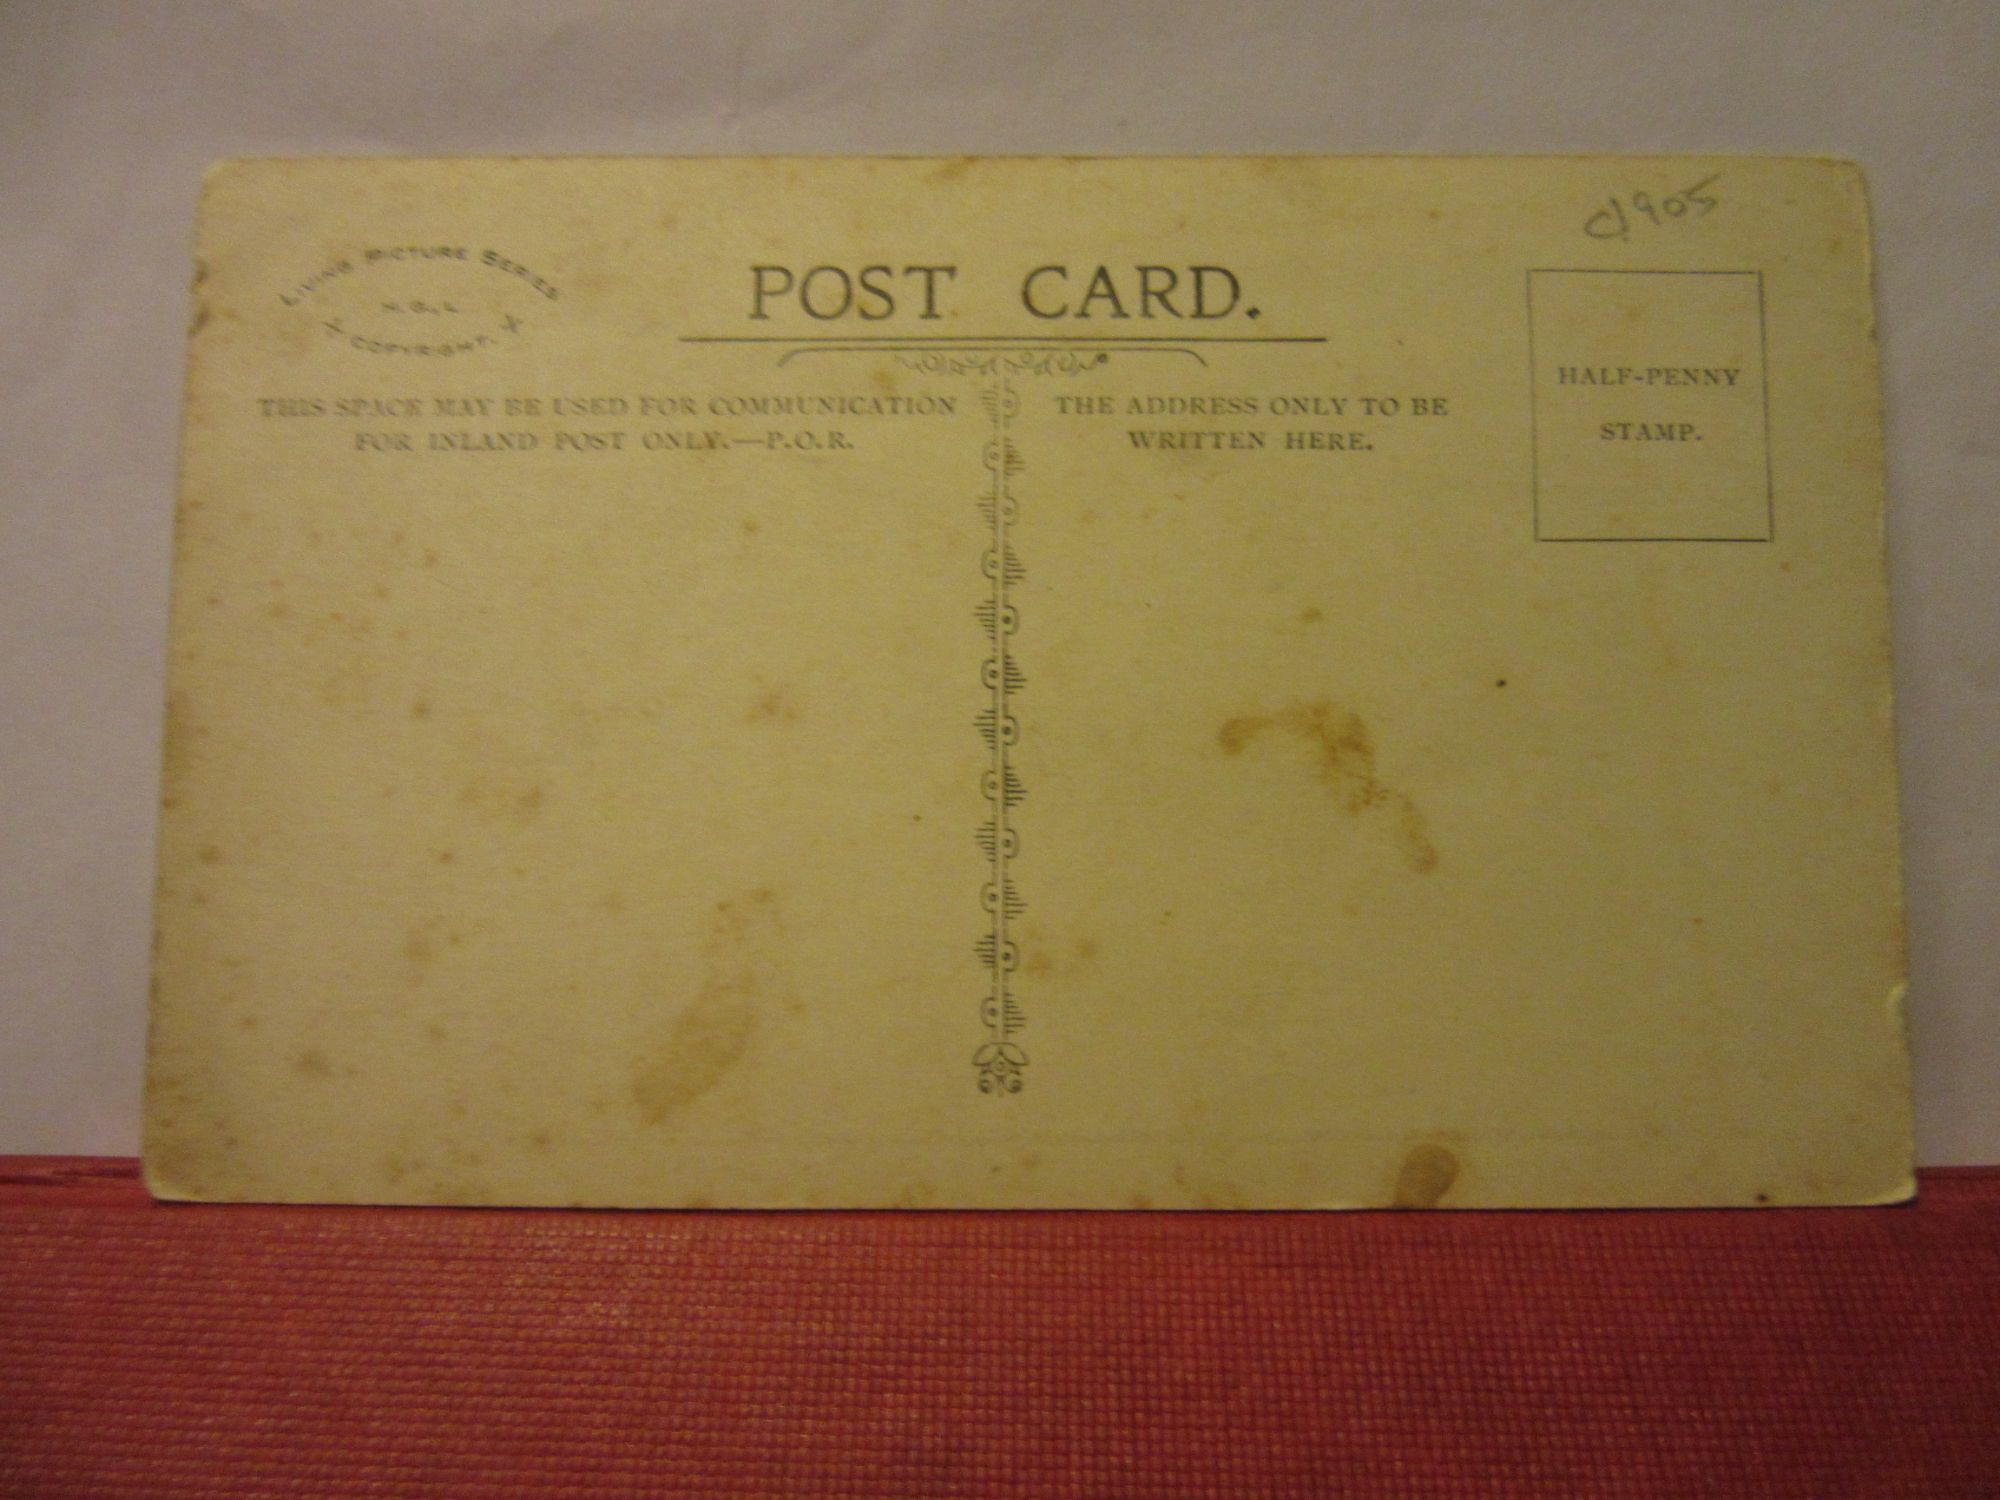 c1905
LIVING PICTURE SERIES
H. G., L
COPYRIGHT.
POST CARD.
THIS SPACE MAY BE USED FOR COMMUNICATION
FOR INLAND POST ONLY.—P.O.R.
THE ADDRESS ONLY TO BE
WRITTEN HERE.
HALF-PENNY
STAMP.